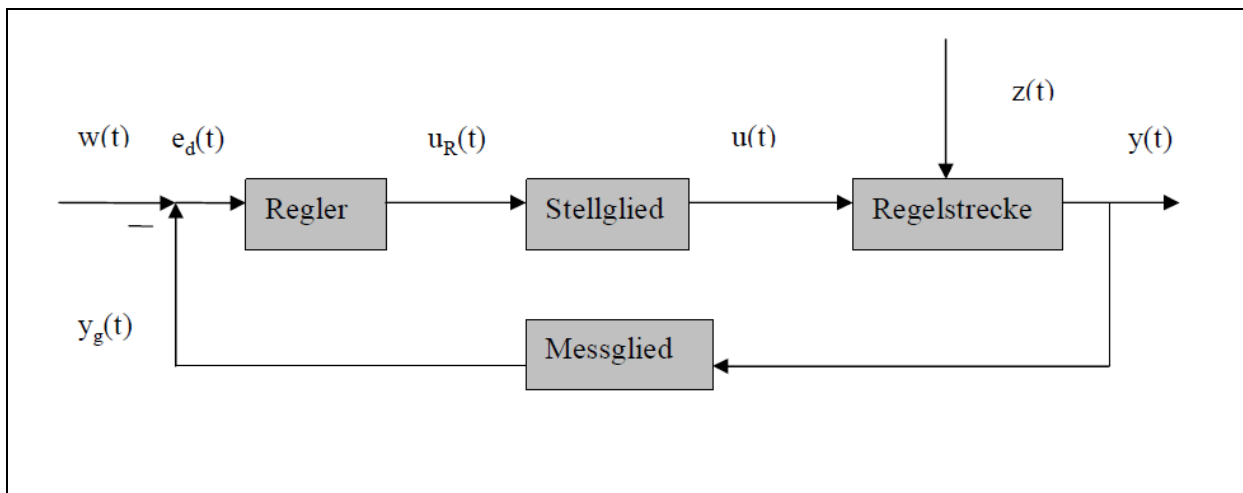 z(t)
w(t)
e_d(t)
u_R(t)
u(t)
y(t)
Regler
Stellglied
Regelstrecke
—
y_g(t)
Messglied